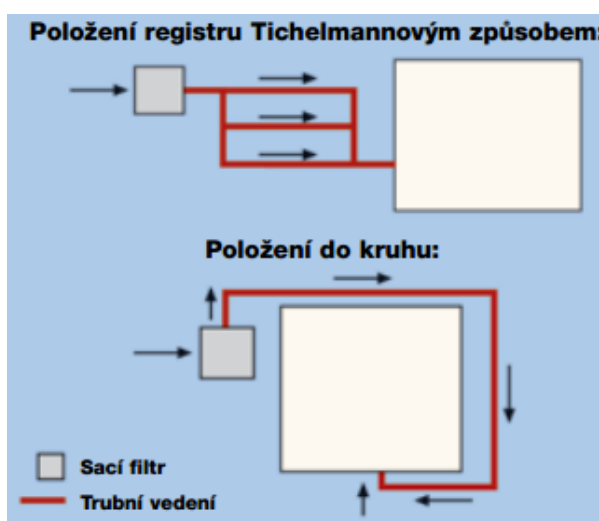 Položení registru Tichelmannovým způsobem:
Položení do kruhu:
Sací filtr
Trubní vedení